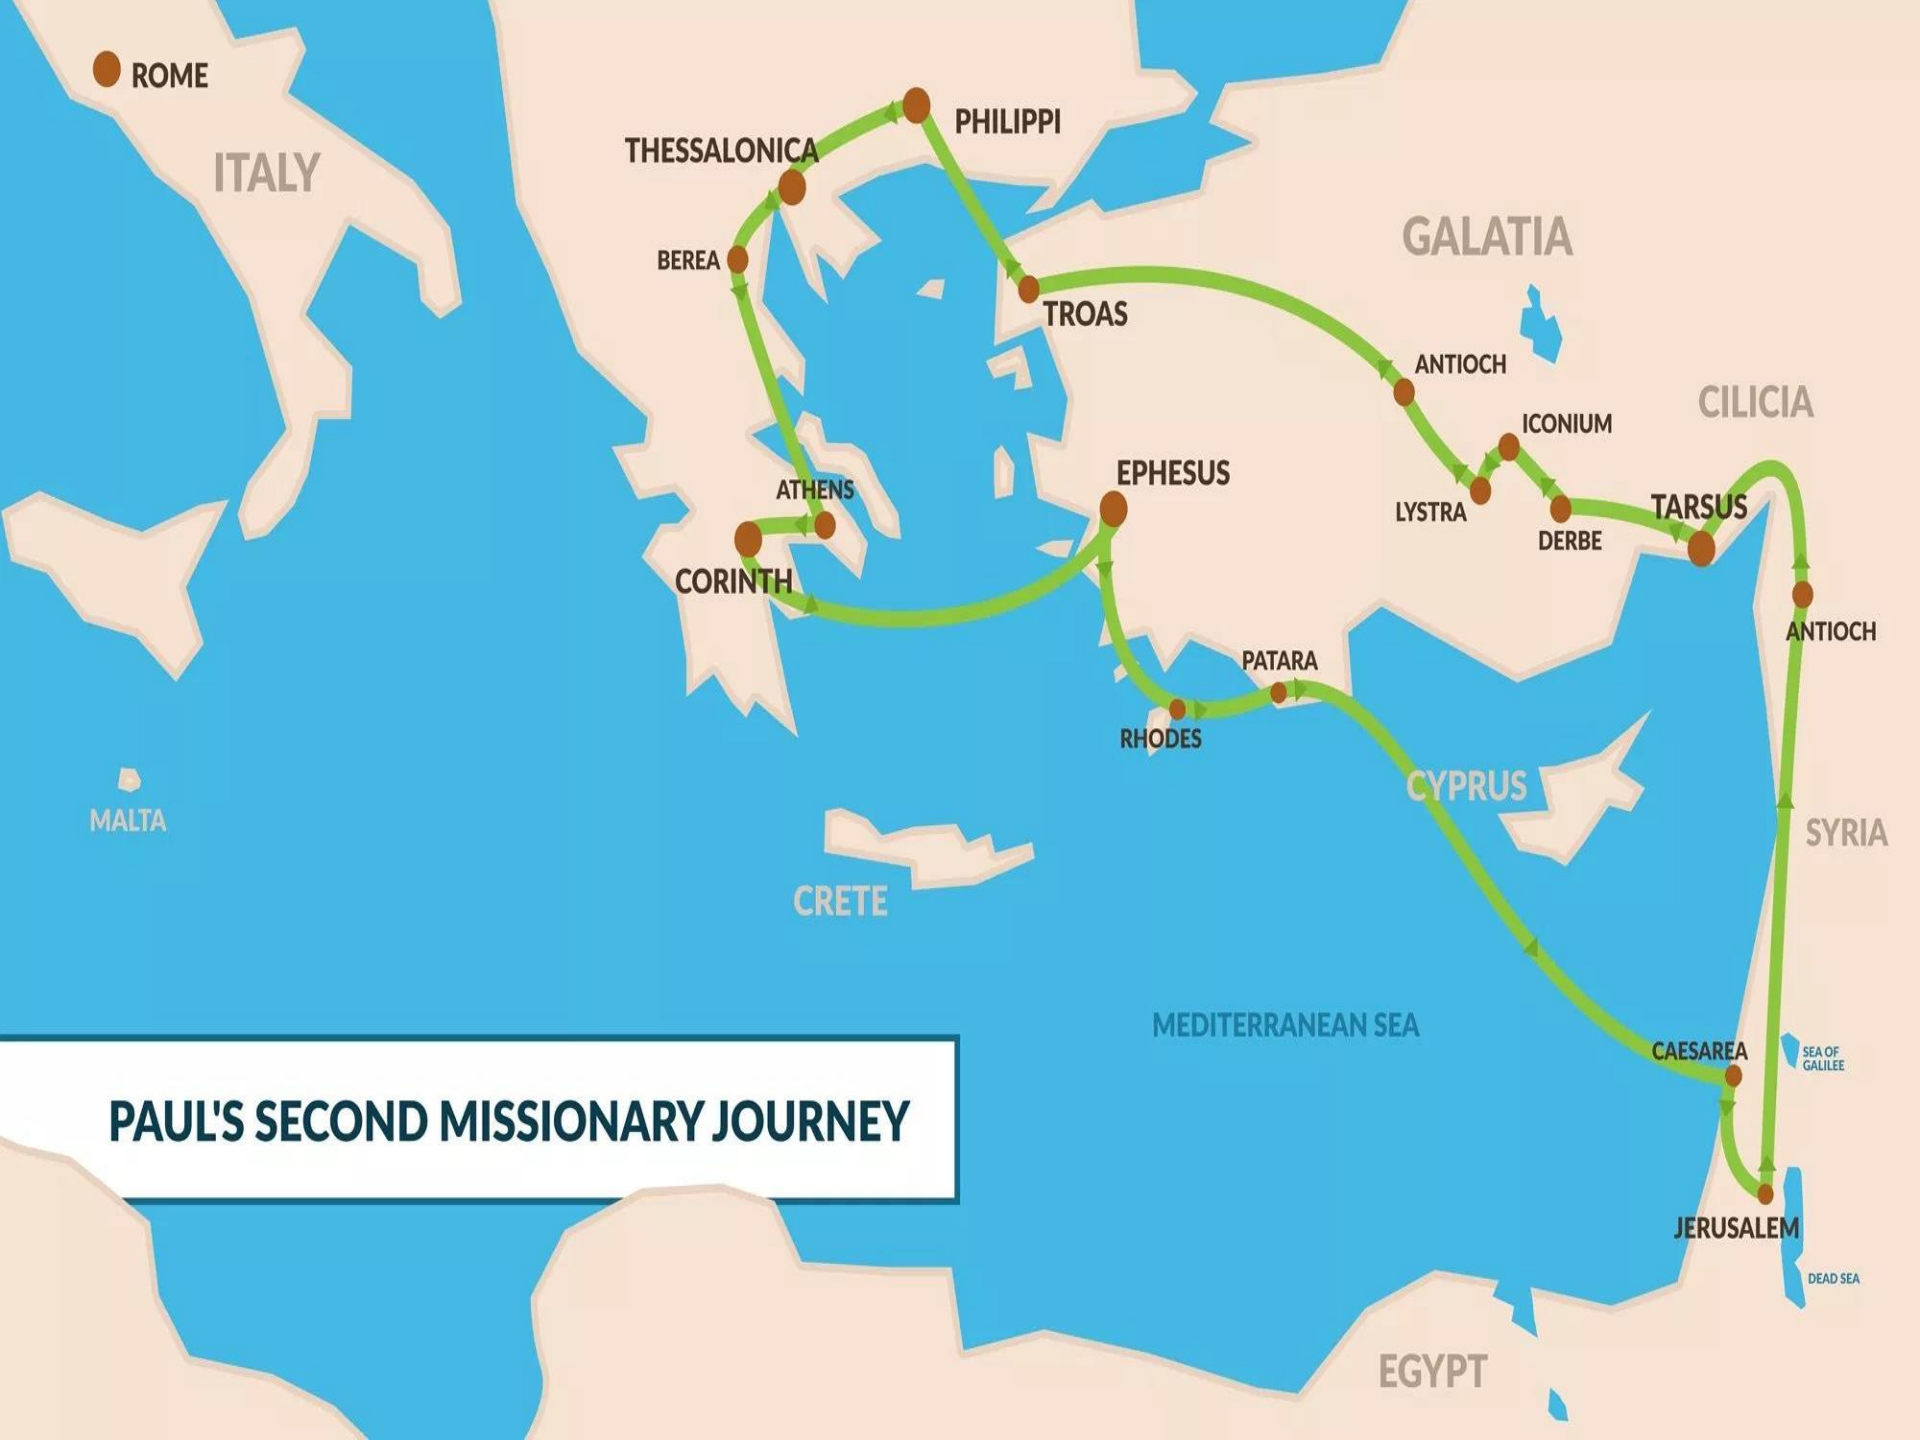 ROME
PHILIPPI
THESSALONICA
ITALY
GALATIA
BEREA
TROAS
ANTIOCH
CILICIA
ICONIUM
EPHESUS
ATHENS
LYSTRA
TARSUS
DERBE
CORINTH
ANTIOCH
PATARA
RHODES
CYPRUS
MALTA
SYRIA
CRETE
MEDITERRANEAN SEA
CAESAREA
SEA OF
GALILEE
PAUL'S SECOND MISSIONARY JOURNEY
JERUSALEM
DEAD SEA
EGYPT